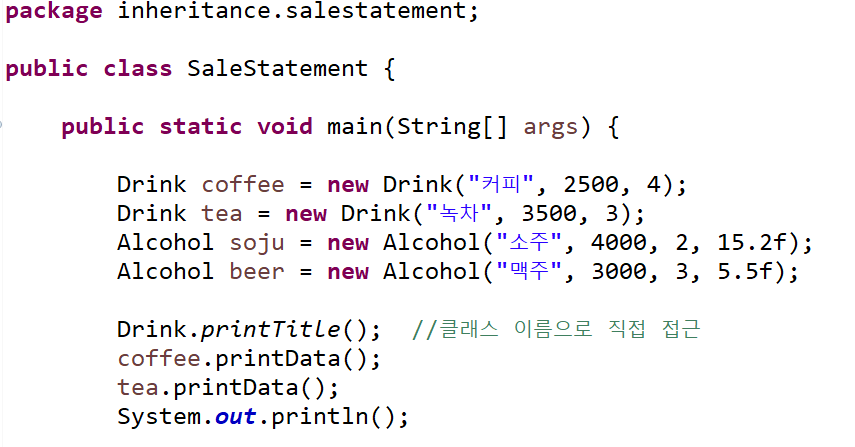 package inheritance.salestatement;
public class SaleStatement {
public static void main(String[] args) {
Drink coffee = new Drink("커피", 2500, 4);
Drink tea = new Drink("녹차", 3500, 3);
Alcohol soju = new Alcohol("소주", 4000, 2, 15.2f);
Alcohol beer = new Alcohol("맥주", 3000, 3, 5.5f);
Drink.printTitle();  //클래스 이름으로 직접 접근
coffee.printData();
tea.printData();
System.out.println();